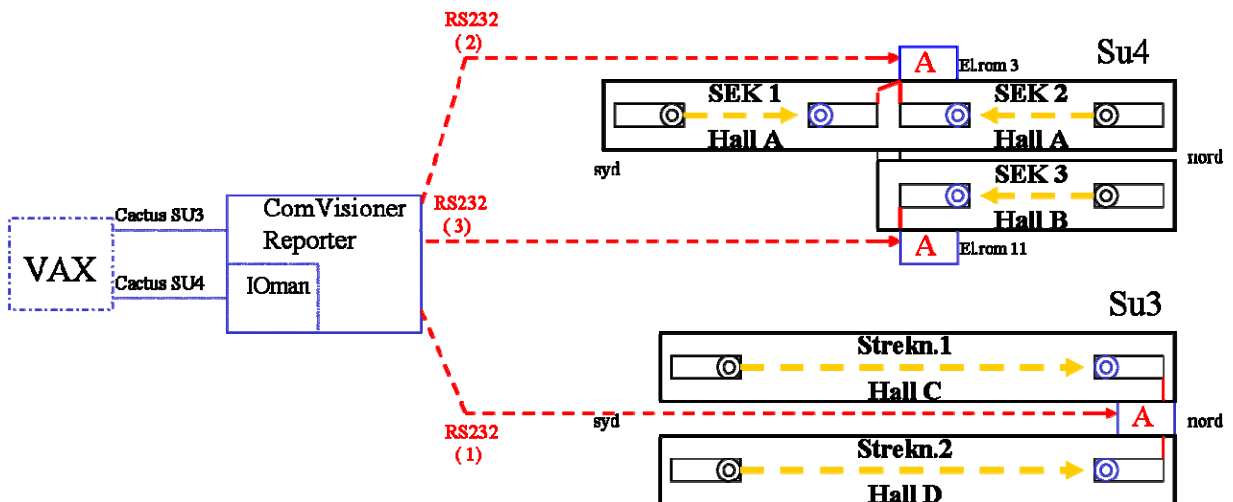 RS232
(2)
A
El.rom 3
Su4
SEK 1
SEK 2
Hall A
Hall A
syd
nord
SEK 3
Hall B
A
El.rom 11
VAX
Cactus SU3
Cactus SU4
ComVisioner
Reporter
IOman
RS232
(3)
Su3
Strekn.1
Hall C
RS232
(1)
syd
A
nord
Strekn.2
Hall D